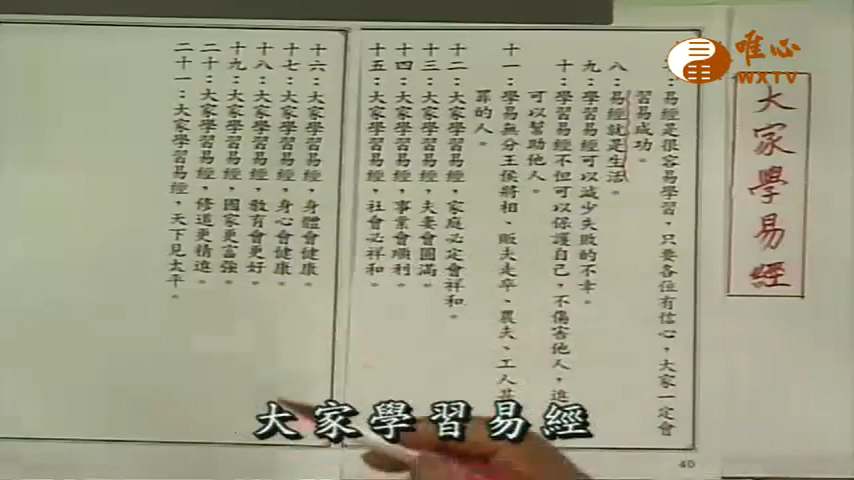 唯心
WXTV
大家學易經
易經是很容易學習，只要各位有信心，大家一定會
習易成功。
八：易經就是生活。
九：學習易經可以減少失敗的不幸。
十：學習易經不但可以保護自己，不傷害他人，進
可以幫助他人。
十一：學易無分王侯將相、販夫走卒、農夫、工人甚
罪的人。
十二：大家學習易經，家庭必定會祥和。
十三：大家學習易經，夫妻會圓滿。
十四：大家學習易經，事業會順利。
十五：大家學習易經，社會必祥和。
十六：大家學習易經，身體會健康。
十七：大家學習易經，身心會健康。
十八：大家學習易經，教育會更好。
十九：大家學習易經，國家更富強。
二十：大家學習易經，修道更精進。
二十一：大家學習易經，天下見太平。
40
大家學習易經